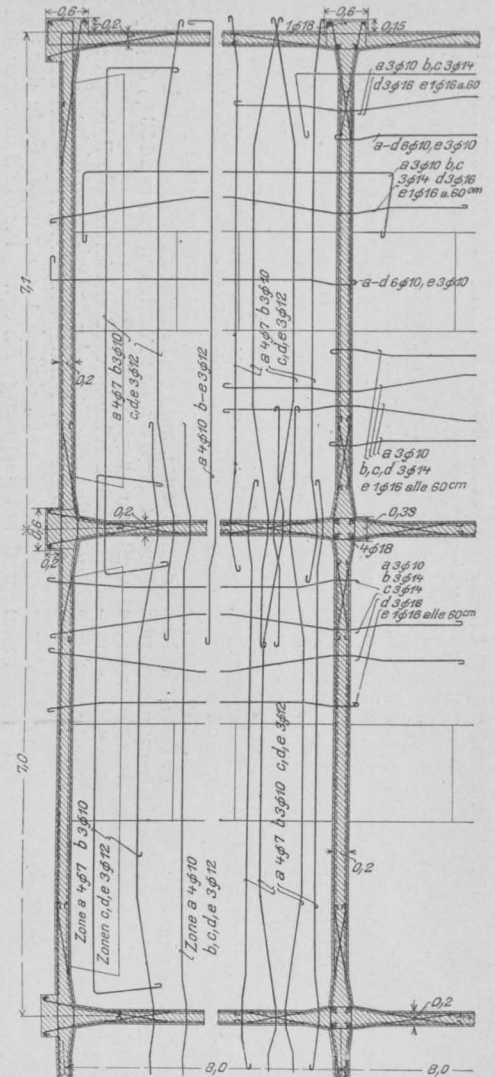 0,6
0,2
1φ18
0,6
0,15
a 3φ10 b,c 3φ14
d 3φ16 e 1φ16 a.60
a-d 6φ10, e 3φ10
a 3φ10 b,c
3φ14 d 3φ16
e 1φ16 a.60cm
a-d 6φ10, e 3φ10
7,1
0,2
a 4φ7 b 3φ10
c,d,e 3φ12
a 4φ10 b-e 3φ12
a 4φ7 b 3φ10
c,d,e 3φ12
a 3φ10
b,c,d 3φ14
e 1φ16 alle 60cm
0,6
0,2
0,2
0,38
4φ18
a 3φ10
b 3φ14
c 3φ14
d 3φ16
e 1φ16 alle 60cm
7,0
Zone a 4φ7 b 3φ10
Zonen c,d,e 3φ12
Zone a 4φ10
b,c,d,e 3φ12
a 4φ7 b 3φ10 c,d,e 3φ12
0,2
0,2
8,0
8,0